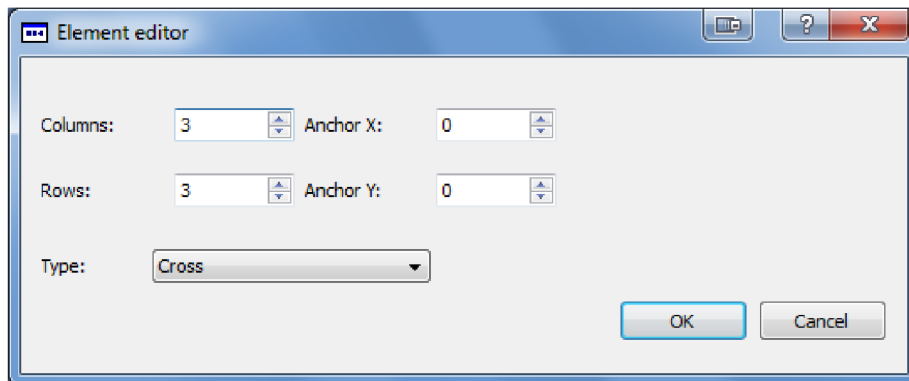 Element editor
Columns: 3 Anchor X: 0
Rows: 3 Anchor Y: 0
Type: Cross
OK Cancel